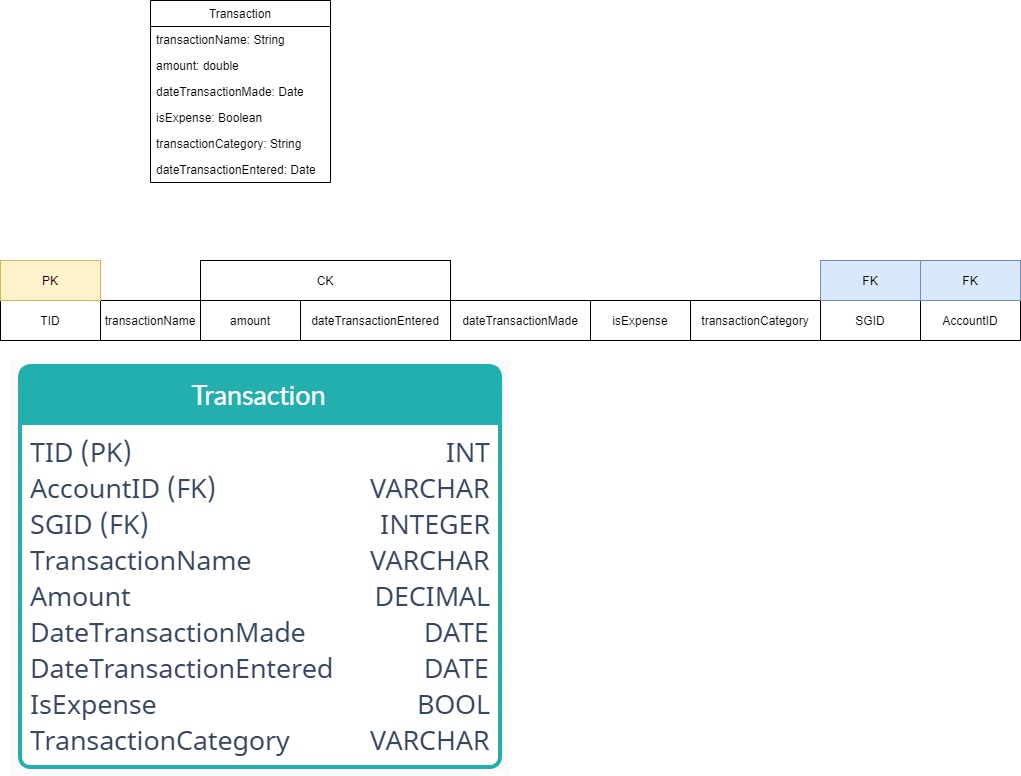 Transaction
transactionName: String
amount: double
dateTransactionMade: Date
isExpense: Boolean
transactionCategory: String
dateTransactionEntered: Date
PK CK FK FK
TID transactionName amount dateTransactionEntered dateTransactionMade isExpense transactionCategory SGID AccountID
Transaction
TID (PK) INT
AccountID (FK) VARCHAR
SGID (FK) INTEGER
TransactionName VARCHAR
Amount DECIMAL
DateTransactionMade DATE
DateTransactionEntered DATE
IsExpense BOOL
TransactionCategory VARCHAR